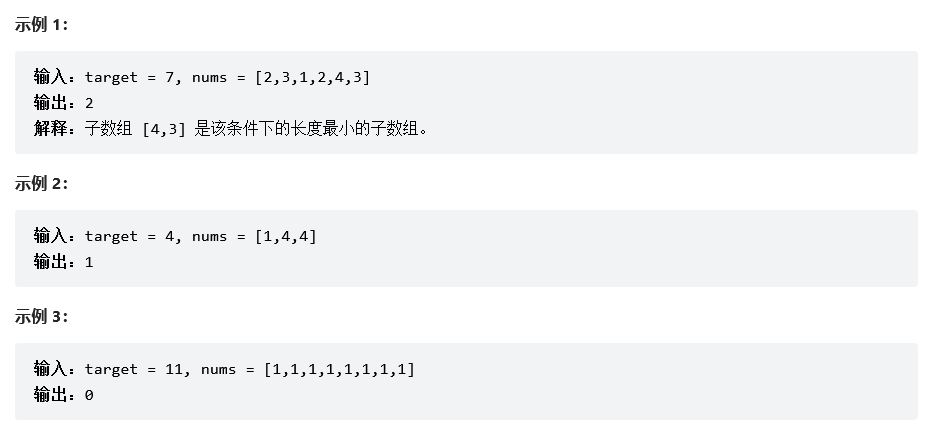 示例 1：
输入：target = 7, nums = [2,3,1,2,4,3]
输出：2
解释：子数组 [4,3] 是该条件下的长度最小的子数组。
示例 2：
输入：target = 4, nums = [1,4,4]
输出：1
示例 3：
输入：target = 11, nums = [1,1,1,1,1,1,1,1]
输出：0